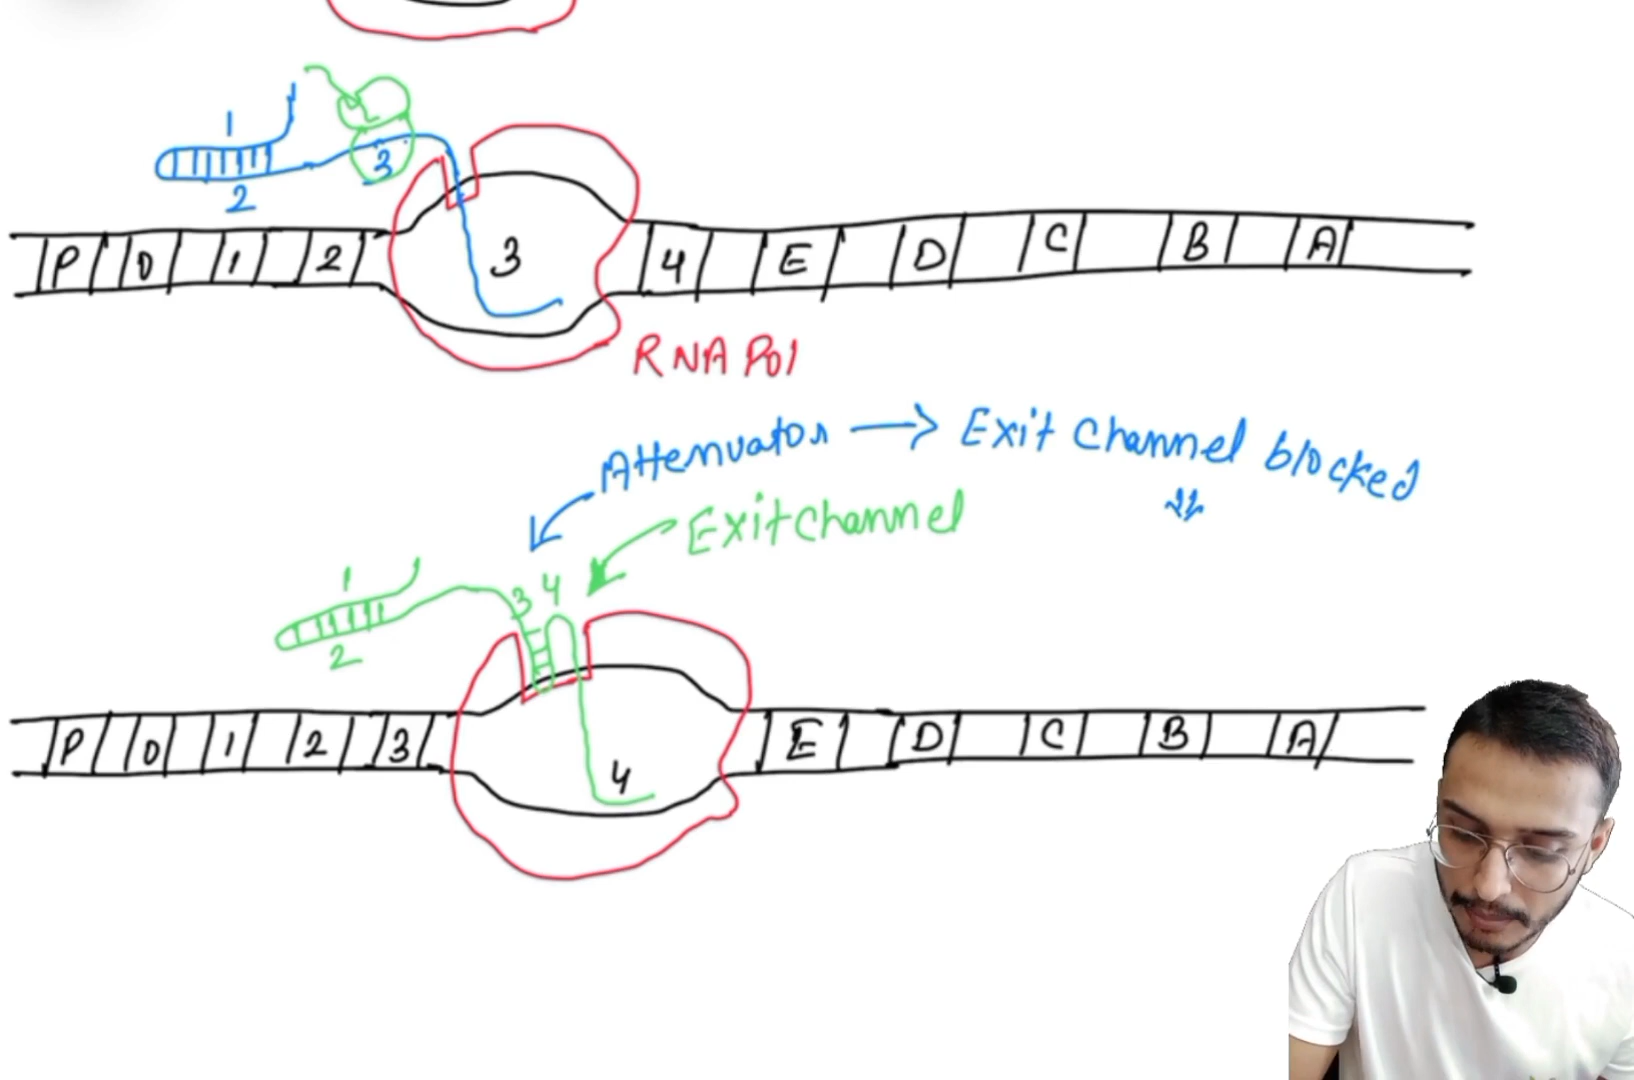 1
2
3
P O 1 2 3 4 E D C B A
RNA Pol
Attenuator → Exit channel blocked
Exit channel
1
2
3 4
P O 1 2 3 4 E D C B A